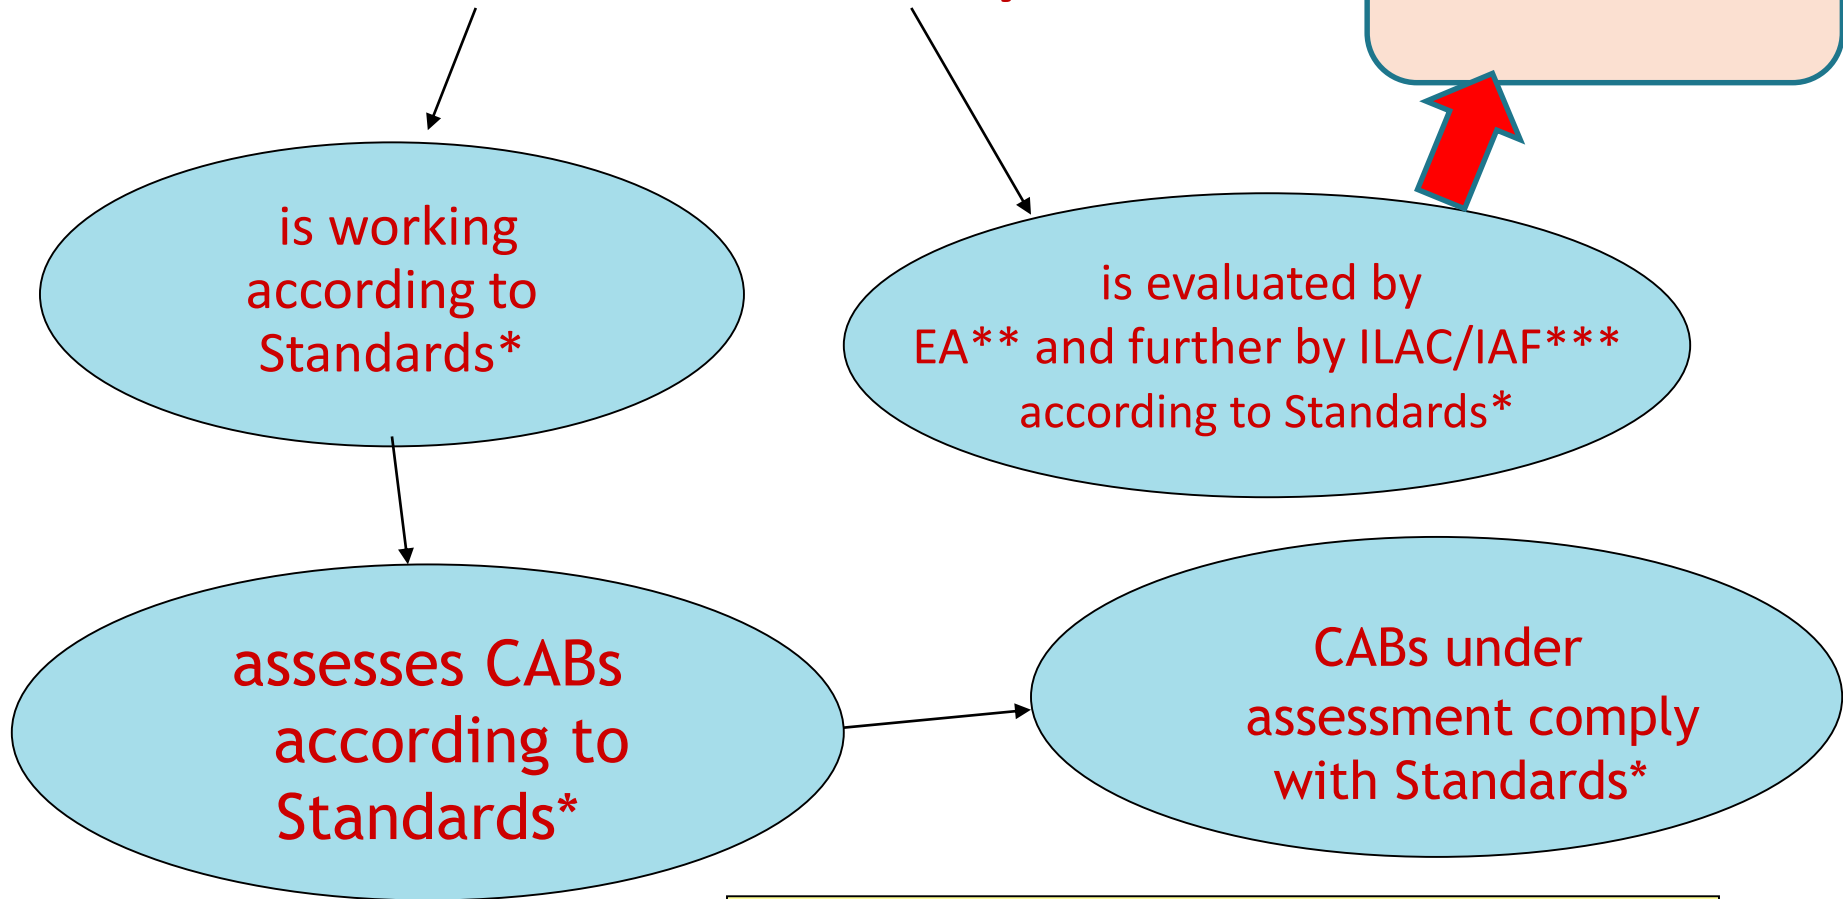 is working
according to
Standards*
is evaluated by
EA** and further by ILAC/IAF***
according to Standards*
assesses CABs
according to
Standards*
CABs under
assessment comply
with Standards*